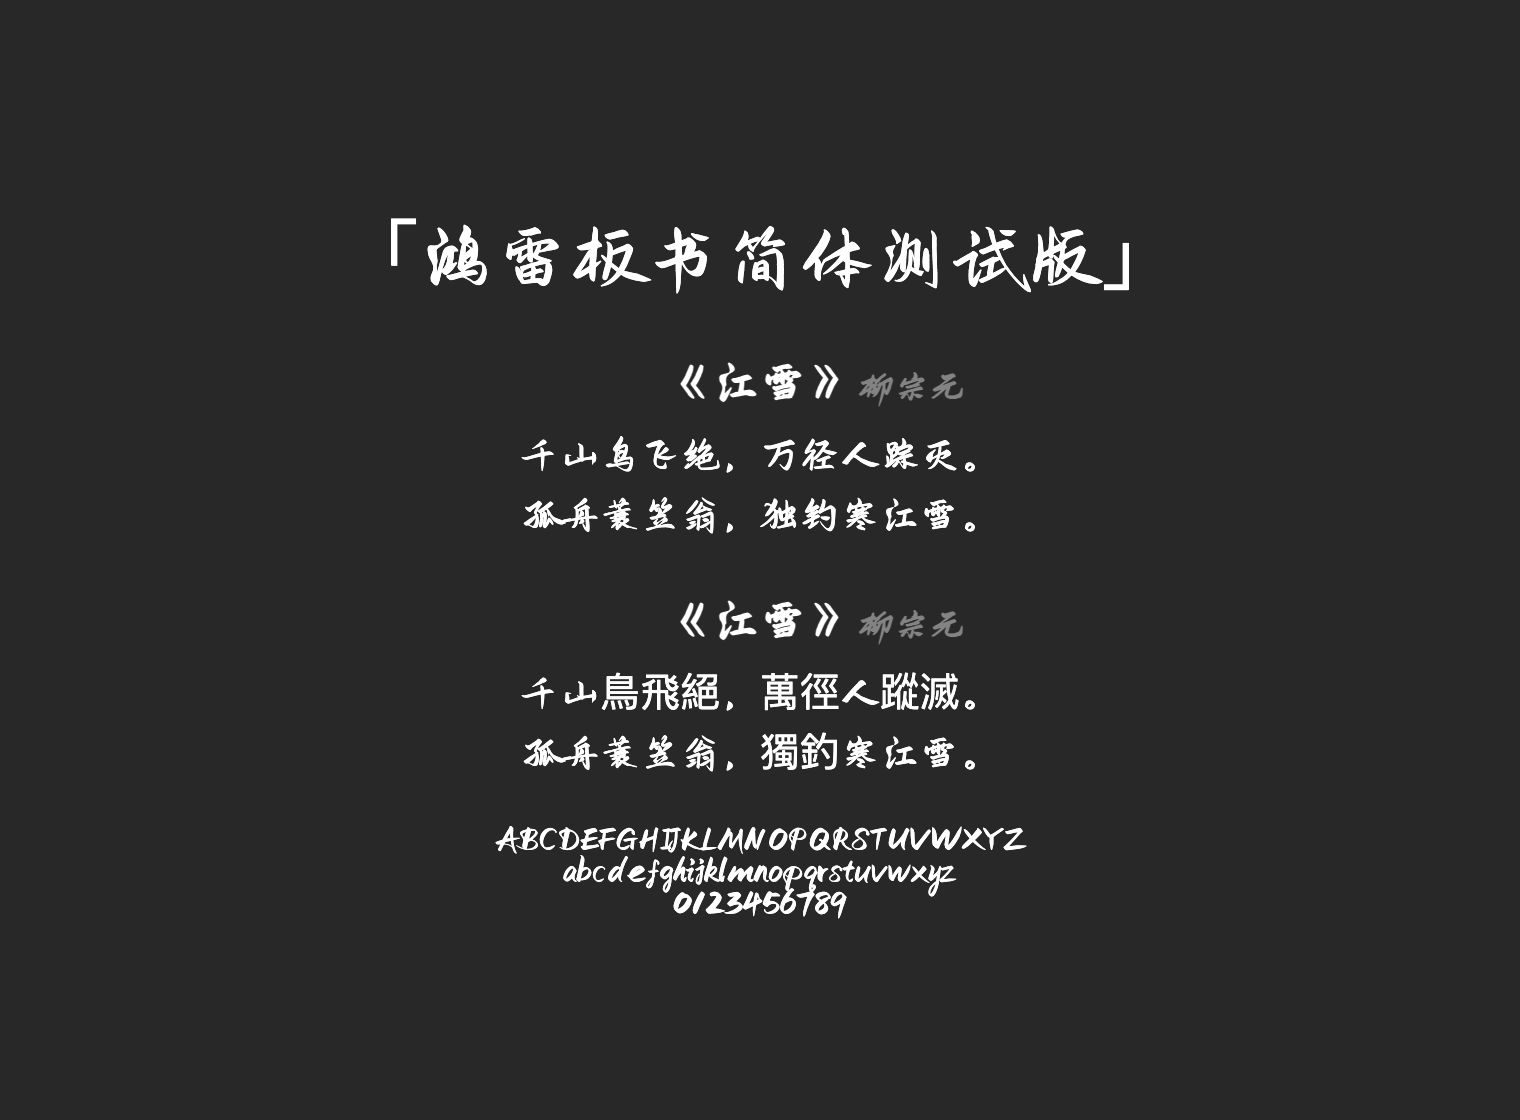 「鸿雷板书简体测试版」
《江雪》柳宗元
千山鸟飞绝，万径人踪灭。
孤舟蓑笠翁，独钓寒江雪。
《江雪》柳宗元
千山鳥飛絕，萬徑人蹤滅。
孤舟蓑笠翁，獨釣寒江雪。
ABCDEFGHIJKLMNOPQRSTUVWXYZ
abcdefghijklmnopqrstuvwxyz
0123456789